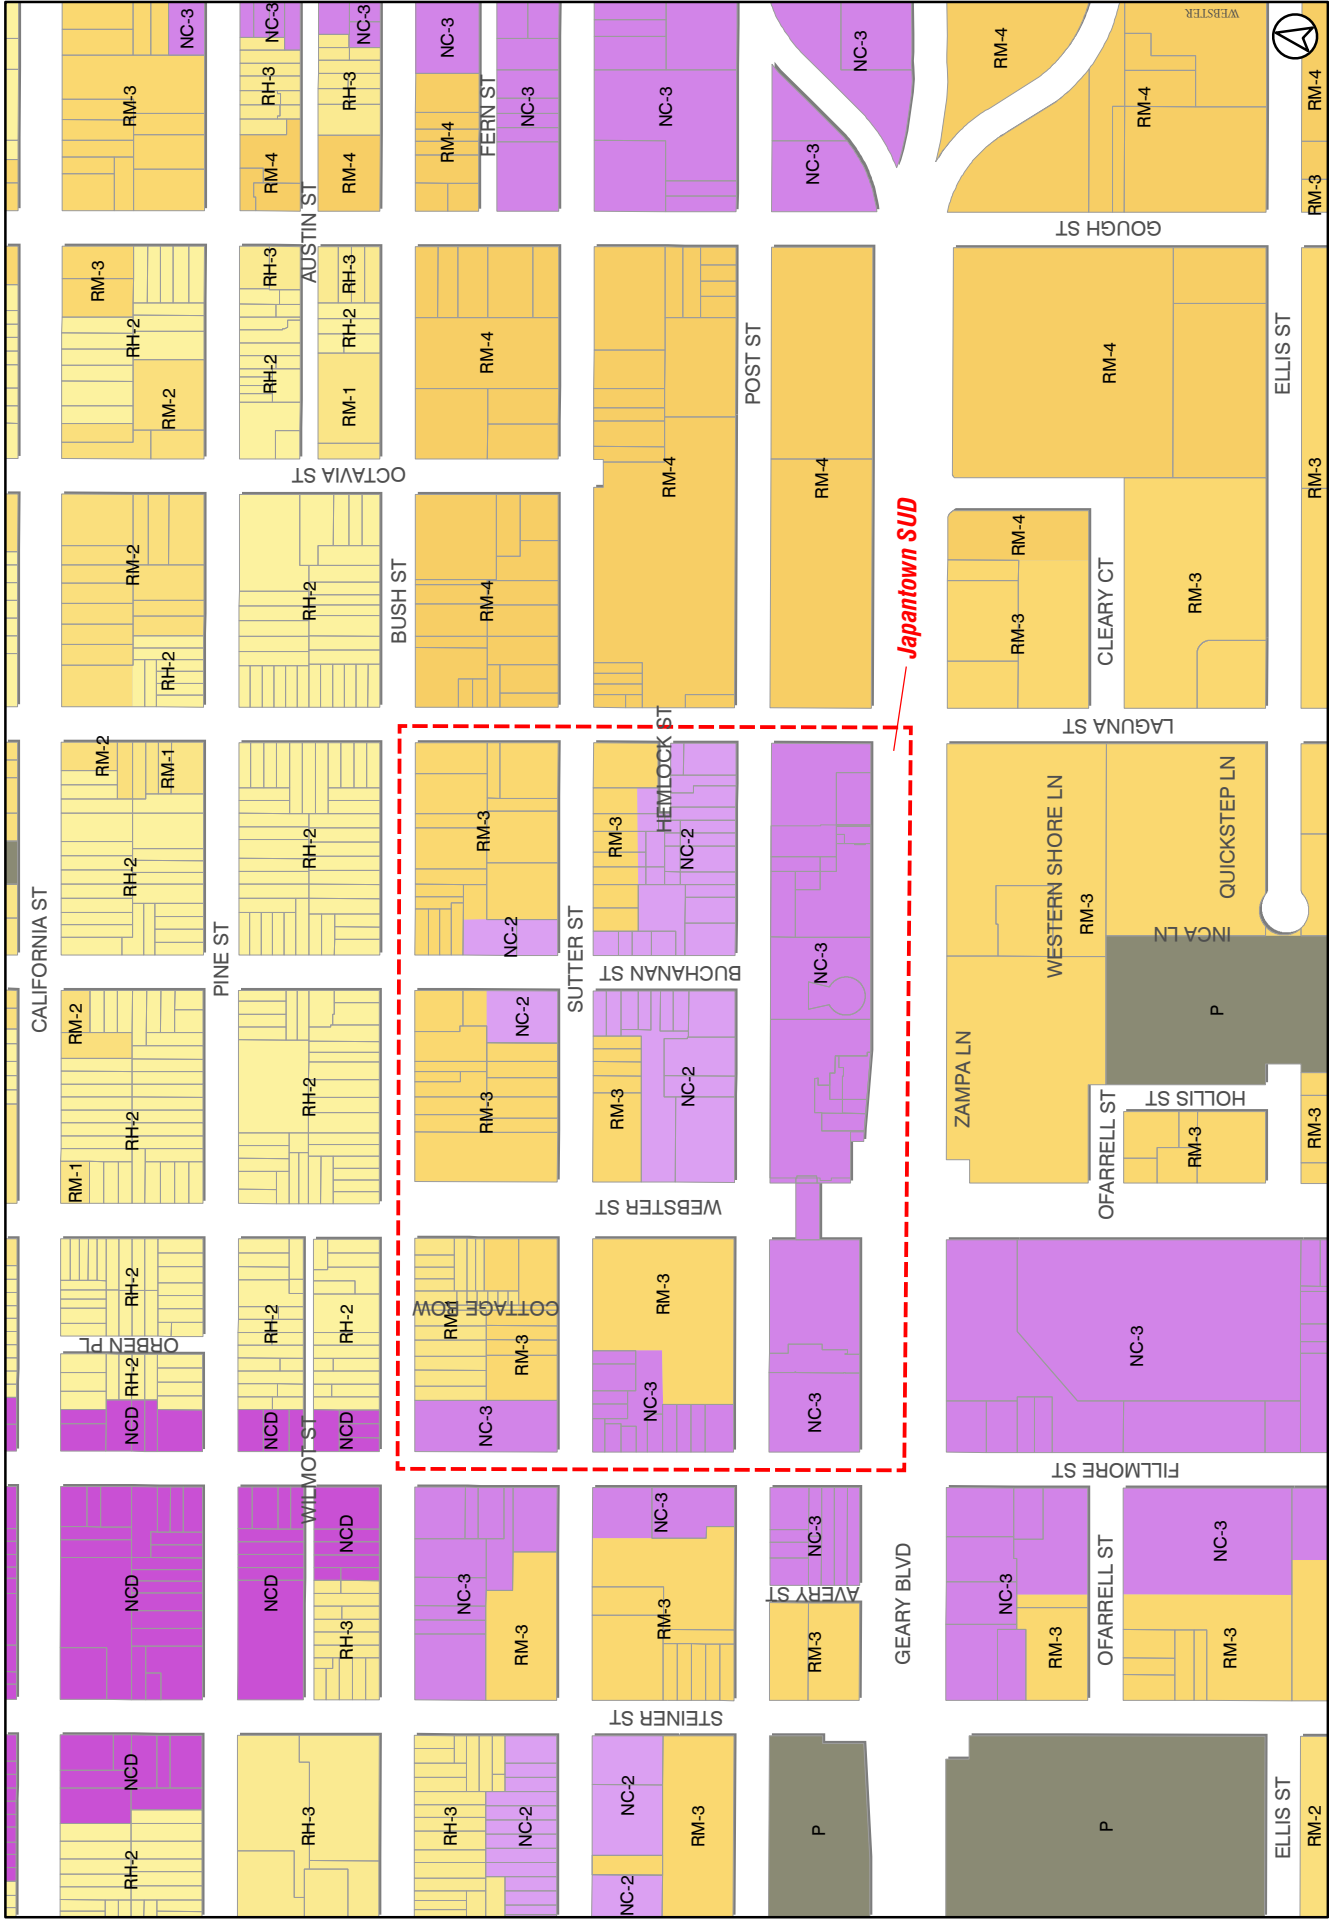 NC-3
NC-3
NC-3
NC-3
NC-3
RM-4
WEBSTER
RM-3
RH-3
RH-3
FERN ST
NC-3
NC-3
RM-4
RM-4
RM-4
RM-4
RM-4
AUSTIN ST
NC-3
RM-3
GOUGH ST
RM-3
RH-3
RH-3
RH-2
RH-2
RH-2
RM-4
POST ST
RM-4
ELLIS ST
RM-2
RM-1
OCTAVIA ST
RM-4
RM-4
RM-3
RM-2
RH-2
BUSH ST
RM-4
Japantown SUD
RM-4
RM-3
CLEARY CT
RM-3
RH-2
LAGUNA ST
RM-2
RM-1
HEMLOCK ST
RH-2
RH-2
RM-3
RM-3
NC-2
WESTERN SHORE LN
QUICKSTEP LN
RM-3
CALIFORNIA ST
PINE ST
NC-2
SUTTER ST
BUCHANAN ST
NC-3
INCA LN
RM-2
NC-2
P
RH-2
RH-2
RM-3
RM-3
NC-2
ZAMPA LN
HOLLIS ST
RM-1
OFARRELL ST
RM-3
RM-3
WEBSTER ST
RH-2
RH-2
RH-2
COTTAGE ROW
RM-1
RM-3
RM-3
NC-3
ORBEN PL
RH-2
NCD
NCD
NCD
WILMOT ST
NC-3
NC-3
NC-3
FILLMORE ST
NCD
NCD
NCD
RH-3
NC-3
RM-3
NC-3
RM-3
NC-3
AVERY ST
RM-3
GEARY BLVD
NC-3
RM-3
OFARRELL ST
NC-3
RM-3
STEINER ST
NCD
RH-2
RH-3
RH-3
NC-2
NC-2
NC-2
RM-3
P
P
ELLIS ST
RM-2